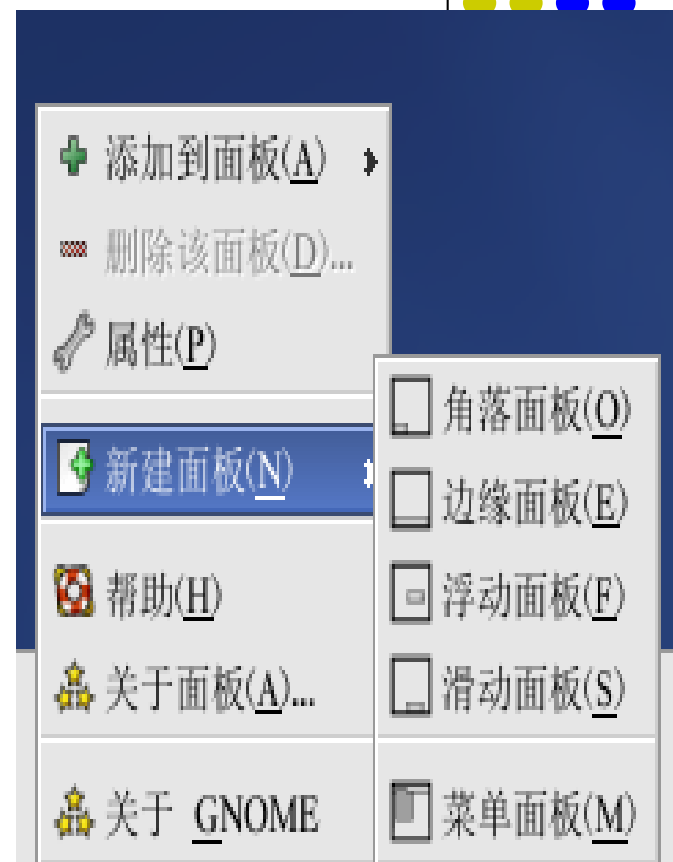 添加到面板(A)
删除该面板(D)...
属性(P)
新建面板(N)
帮助(H)
关于面板(A)...
关于 GNOME
角落面板(O)
边缘面板(E)
浮动面板(F)
滑动面板(S)
菜单面板(M)